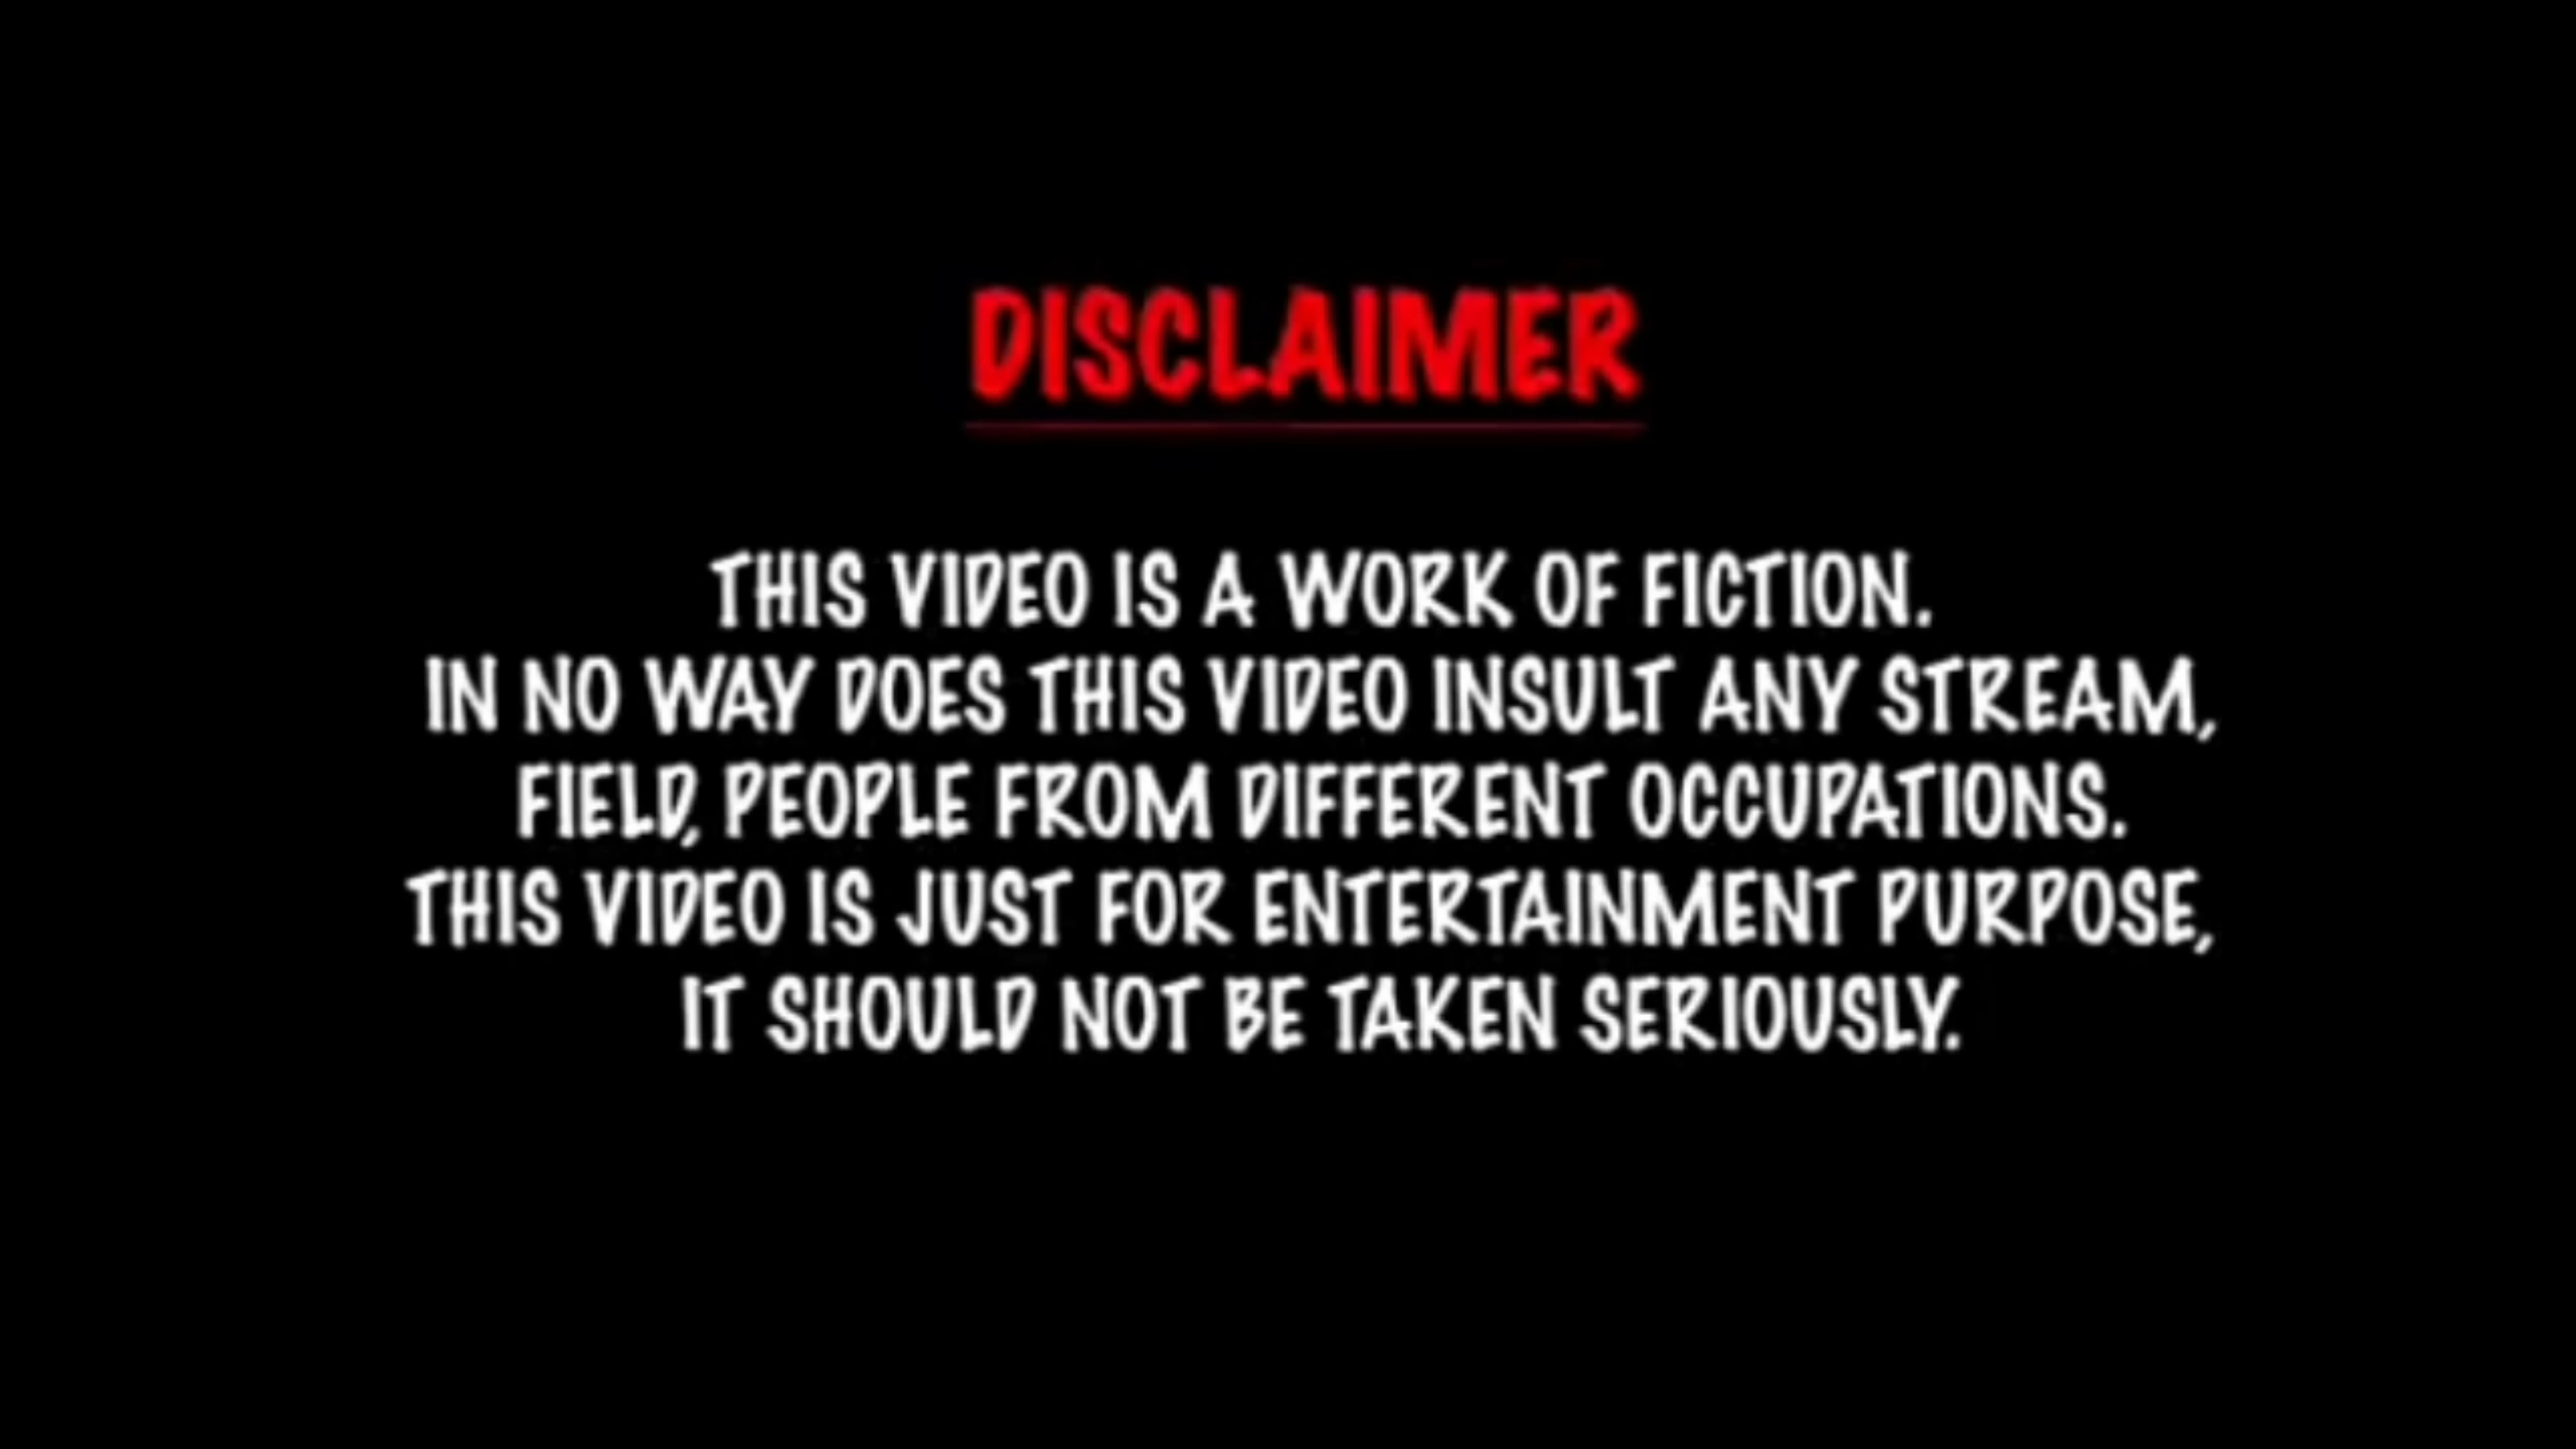 DISCLAIMER
THIS VIDEO IS A WORK OF FICTION.
IN NO WAY DOES THIS VIDEO INSULT ANY STREAM,
FIELD, PEOPLE FROM DIFFERENT OCCUPATIONS.
THIS VIDEO IS JUST FOR ENTERTAINMENT PURPOSE,
IT SHOULD NOT BE TAKEN SERIOUSLY.